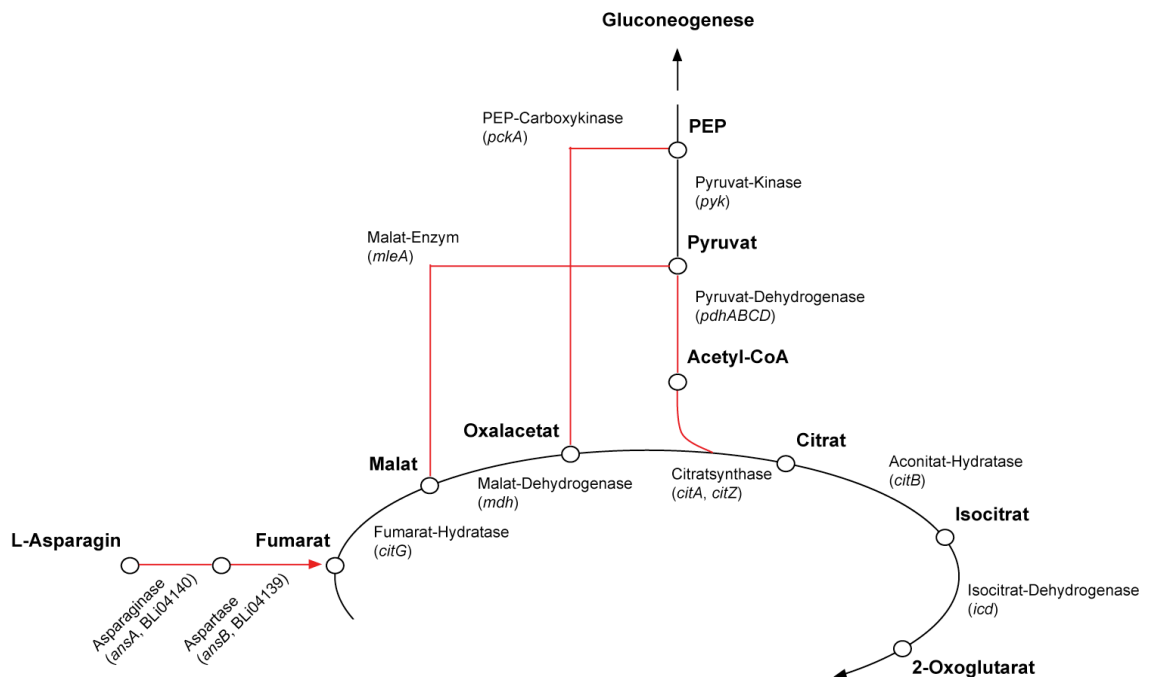 Gluconeogenese
PEP-Carboxykinase
(pckA)
PEP
Pyruvat-Kinase
(pyk)
Malat-Enzym
(mleA)
Pyruvat
Pyruvat-Dehydrogenase
(pdhABCD)
Acetyl-CoA
Oxalacetat
Citrat
Malat
Malat-Dehydrogenase
(mdh)
Citratsynthase
(citA, citZ)
Aconitat-Hydratase
(citB)
Isocitrat
L-Asparagin
Fumarat
Fumarat-Hydratase
(citG)
Asparaginase
(ansA, BLi04140)
Aspartase
(ansB, BLi04139)
Isocitrat-Dehydrogenase
(icd)
2-Oxoglutarat